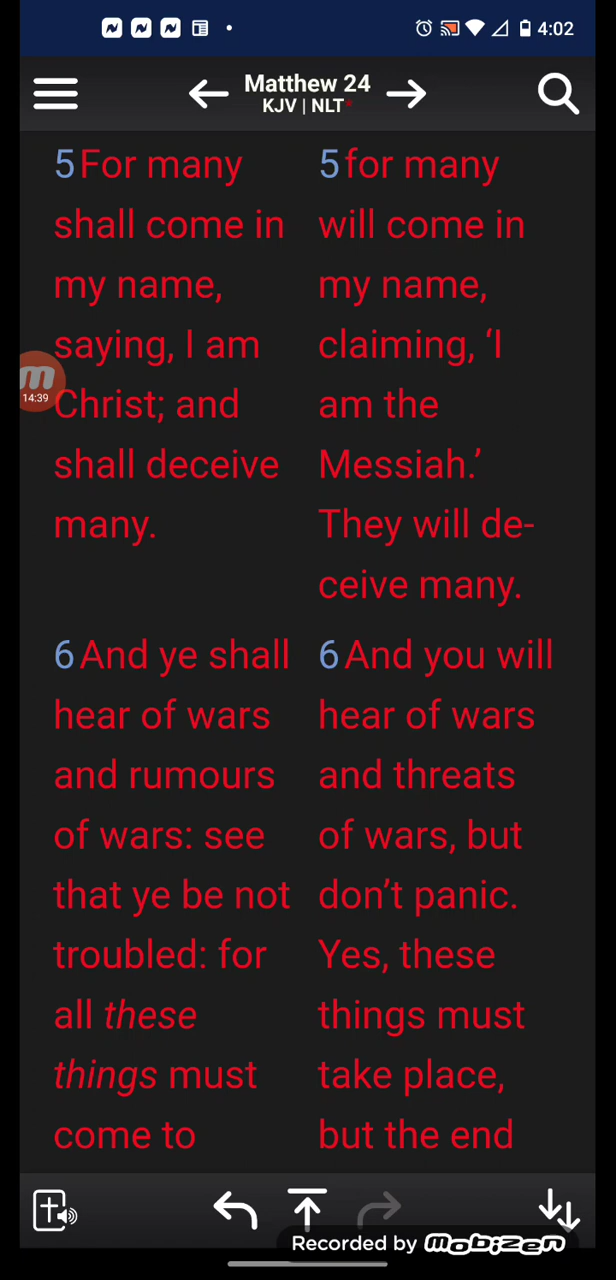 4:02
Matthew 24
KJV | NLT*
5 For many
shall come in
my name,
saying, I am
Christ; and
shall deceive
many.
5 for many
will come in
my name,
claiming, ‘I
am the
Messiah.’
They will de-
ceive many.
6 And ye shall
hear of wars
and rumours
of wars: see
that ye be not
troubled: for
all these
things must
come to
6 And you will
hear of wars
and threats
of wars, but
don’t panic.
Yes, these
things must
take place,
but the end
14:39
Recorded by mobizen